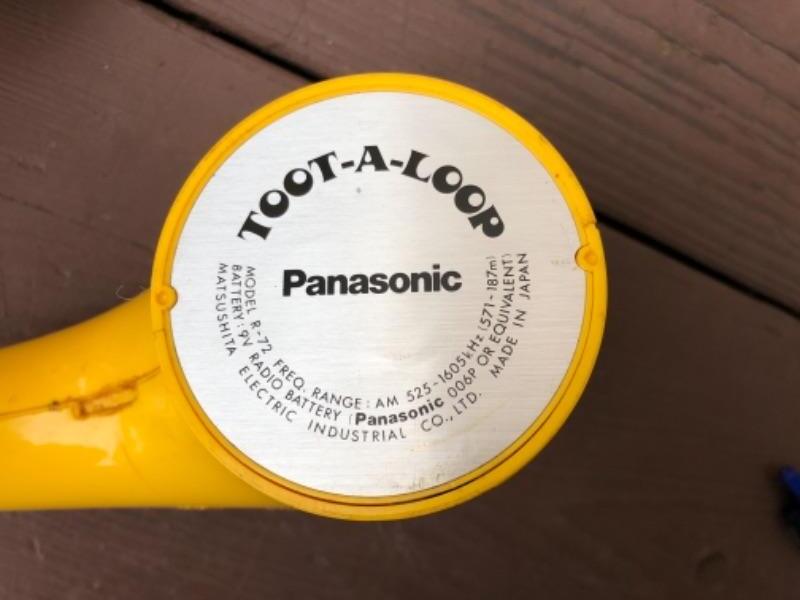 TOOT-A-LOOP
Panasonic
MODEL R-72 FREQ. RANGE: AM 525-1605kHz (571-187m)
BATTERY: 9V RADIO BATTERY (Panasonic 006P OR EQUIVALENT)
MATSUSHITA ELECTRIC INDUSTRIAL CO., LTD. MADE IN JAPAN